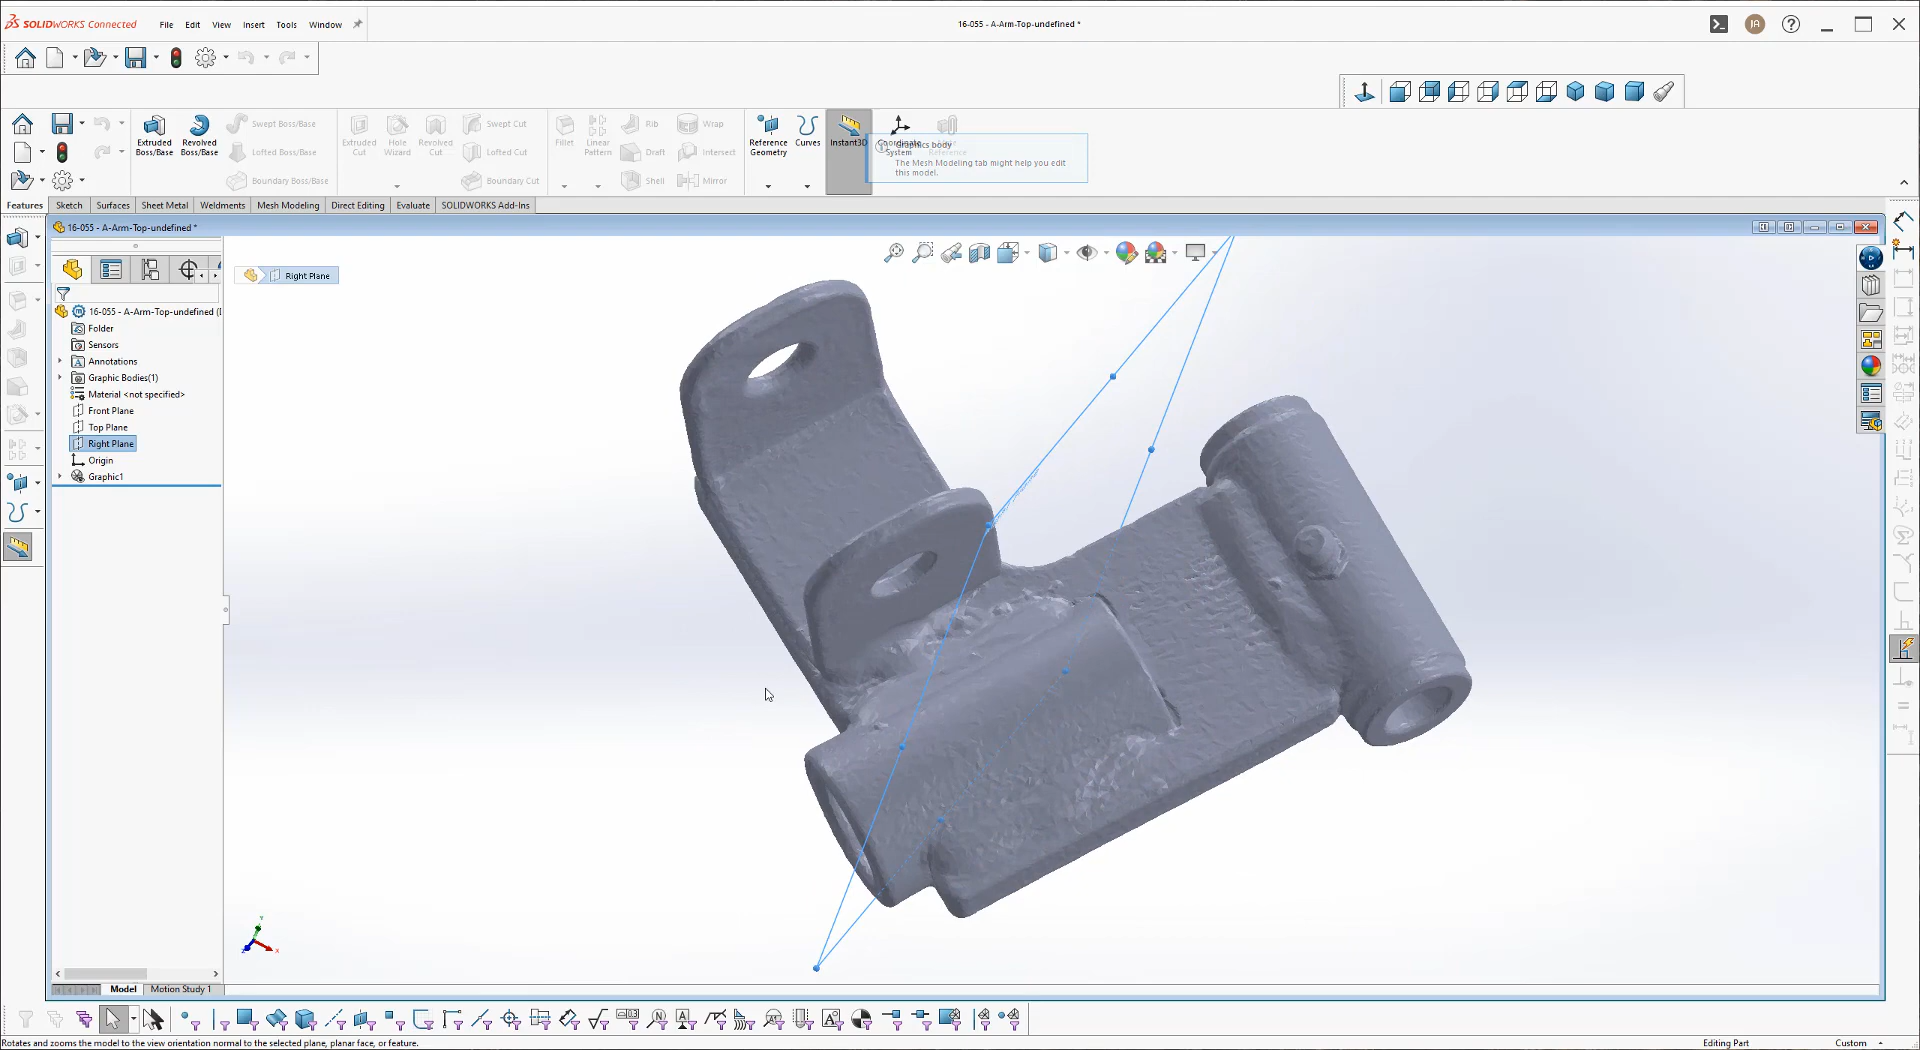 SOLIDWORKS Connected File Edit View Insert Tools Window 16-055 - A-Arm-Top-undefined * JA
Extruded Boss/Base
Revolved Boss/Base
Swept Boss/Base
Lofted Boss/Base
Boundary Boss/Base
Extruded Cut
Hole Wizard
Revolved Cut
Swept Cut
Lofted Cut
Boundary Cut
Fillet
Linear Pattern
Rib
Draft
Shell
Wrap
Intersect
Mirror
Reference Geometry
Curves
Instant3D
Coordinate System
Reference
Graphics body
The Mesh Modeling tab might help you edit
this model.
Features Sketch Surfaces Sheet Metal Weldments Mesh Modeling Direct Editing Evaluate SOLIDWORKS Add-Ins
16-055 - A-Arm-Top-undefined *
Right Plane
16-055 - A-Arm-Top-undefined (
Folder
Sensors
Annotations
Graphic Bodies(1)
Material <not specified>
Front Plane
Top Plane
Right Plane
Origin
Graphic1
Model Motion Study 1
Rotates and zooms the model to the view orientation normal to the selected plane, planar face, or feature. Editing Part Custom